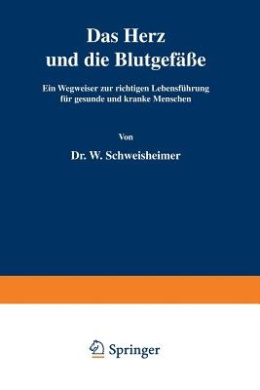 Das Herz
und die Blutgefäße
Ein Wegweiser zur richtigen Lebensführung
für gesunde und kranke Menschen
Von
Dr. W. Schweisheimer
Springer